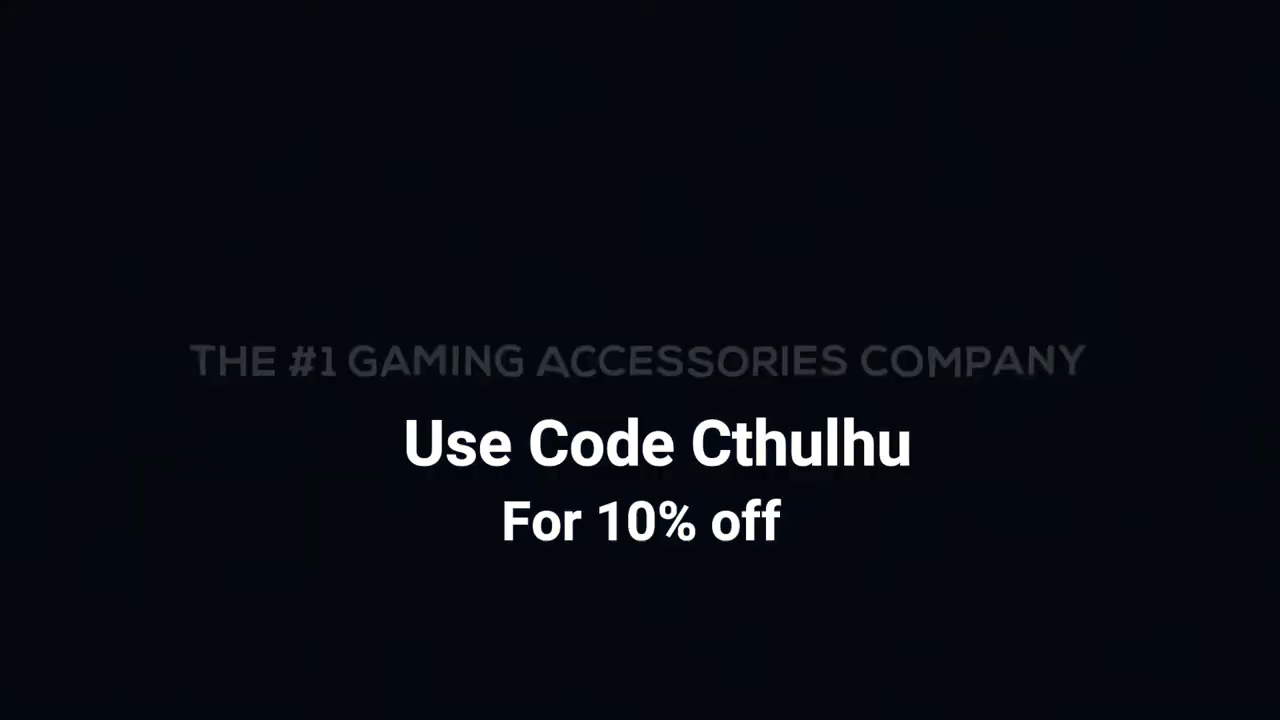 THE #1 GAMING ACCESSORIES COMPANY
Use Code Cthulhu
For 10% off